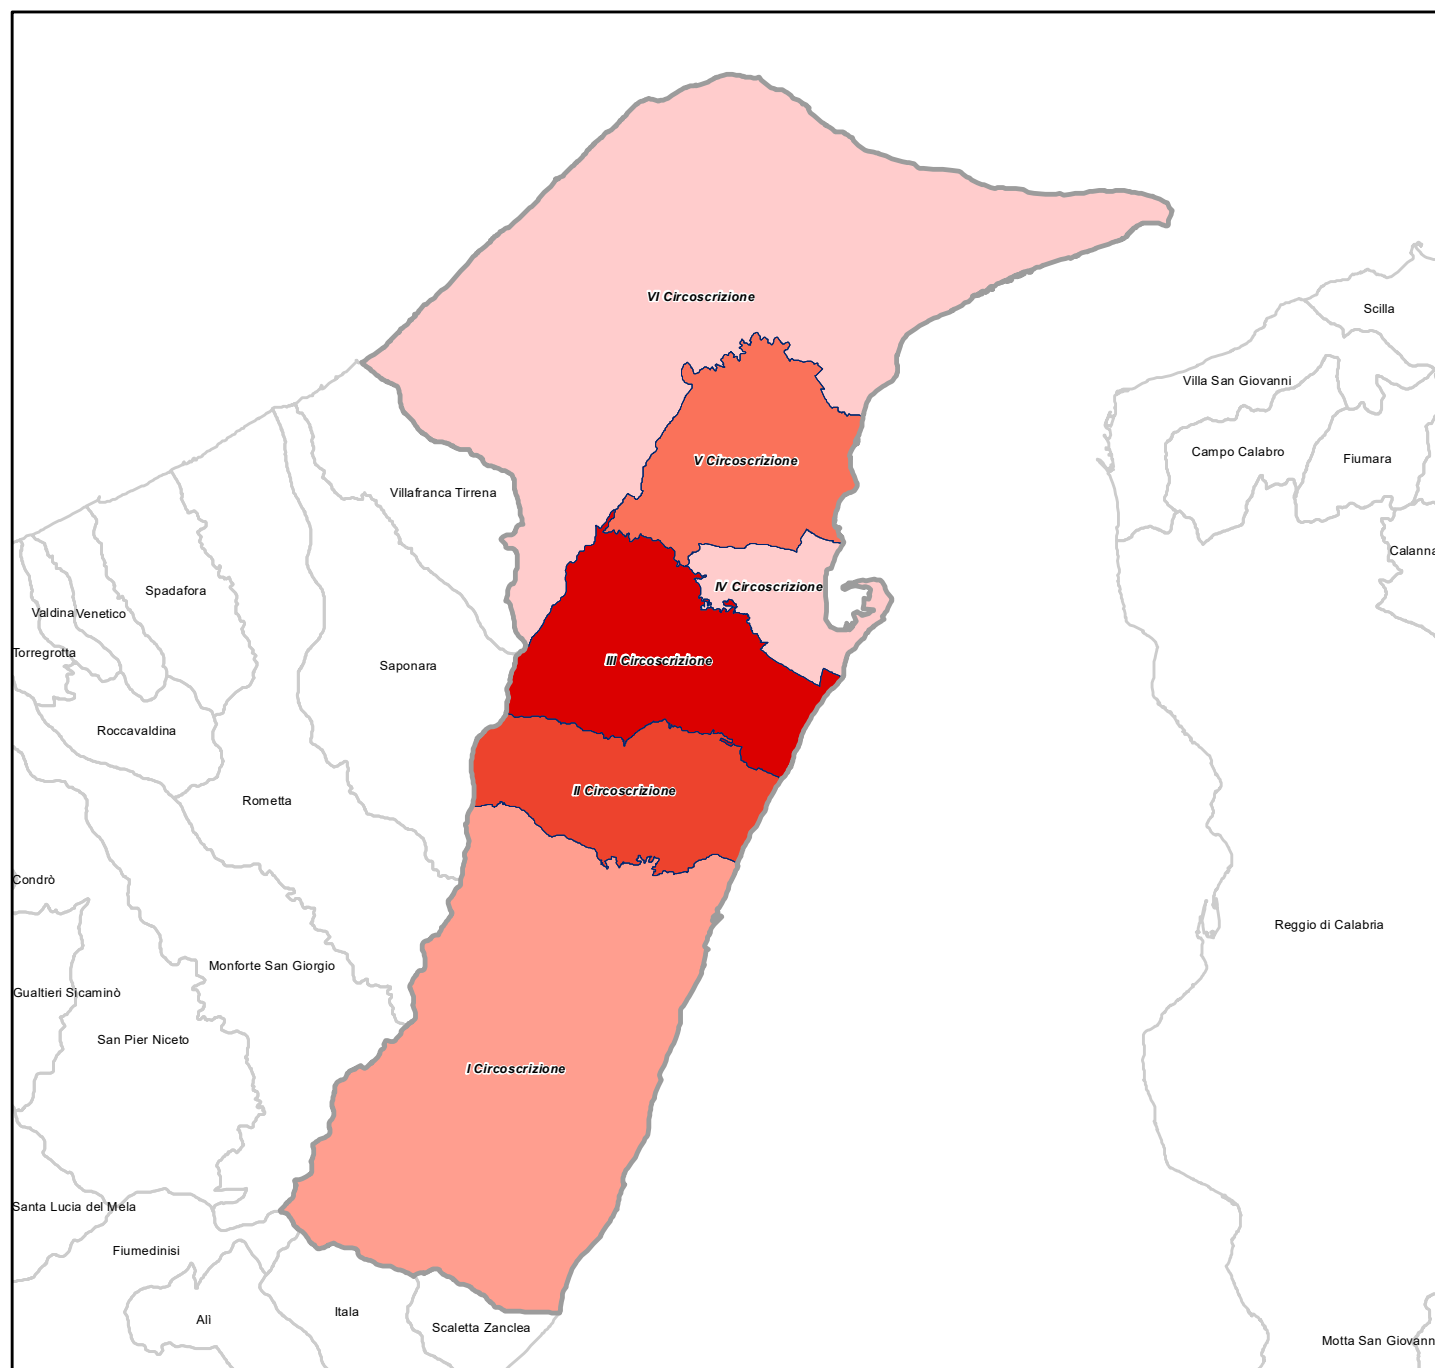 VI Circoscrizione
Scilla
Villa San Giovanni
Campo Calabro
Fiumara
V Circoscrizione
Villafranca Tirrena
Calanna
IV Circoscrizione
Spadafora
Valdina
Venetico
Torregrotta
III Circoscrizione
Saponara
Roccavaldina
II Circoscrizione
Rometta
Condrò
Reggio di Calabria
Monforte San Giorgio
Gualtieri Sicaminò
San Pier Niceto
I Circoscrizione
Santa Lucia del Mela
Fiumedinisi
Itala
Alì
Scaletta Zanclea
Motta San Giovann